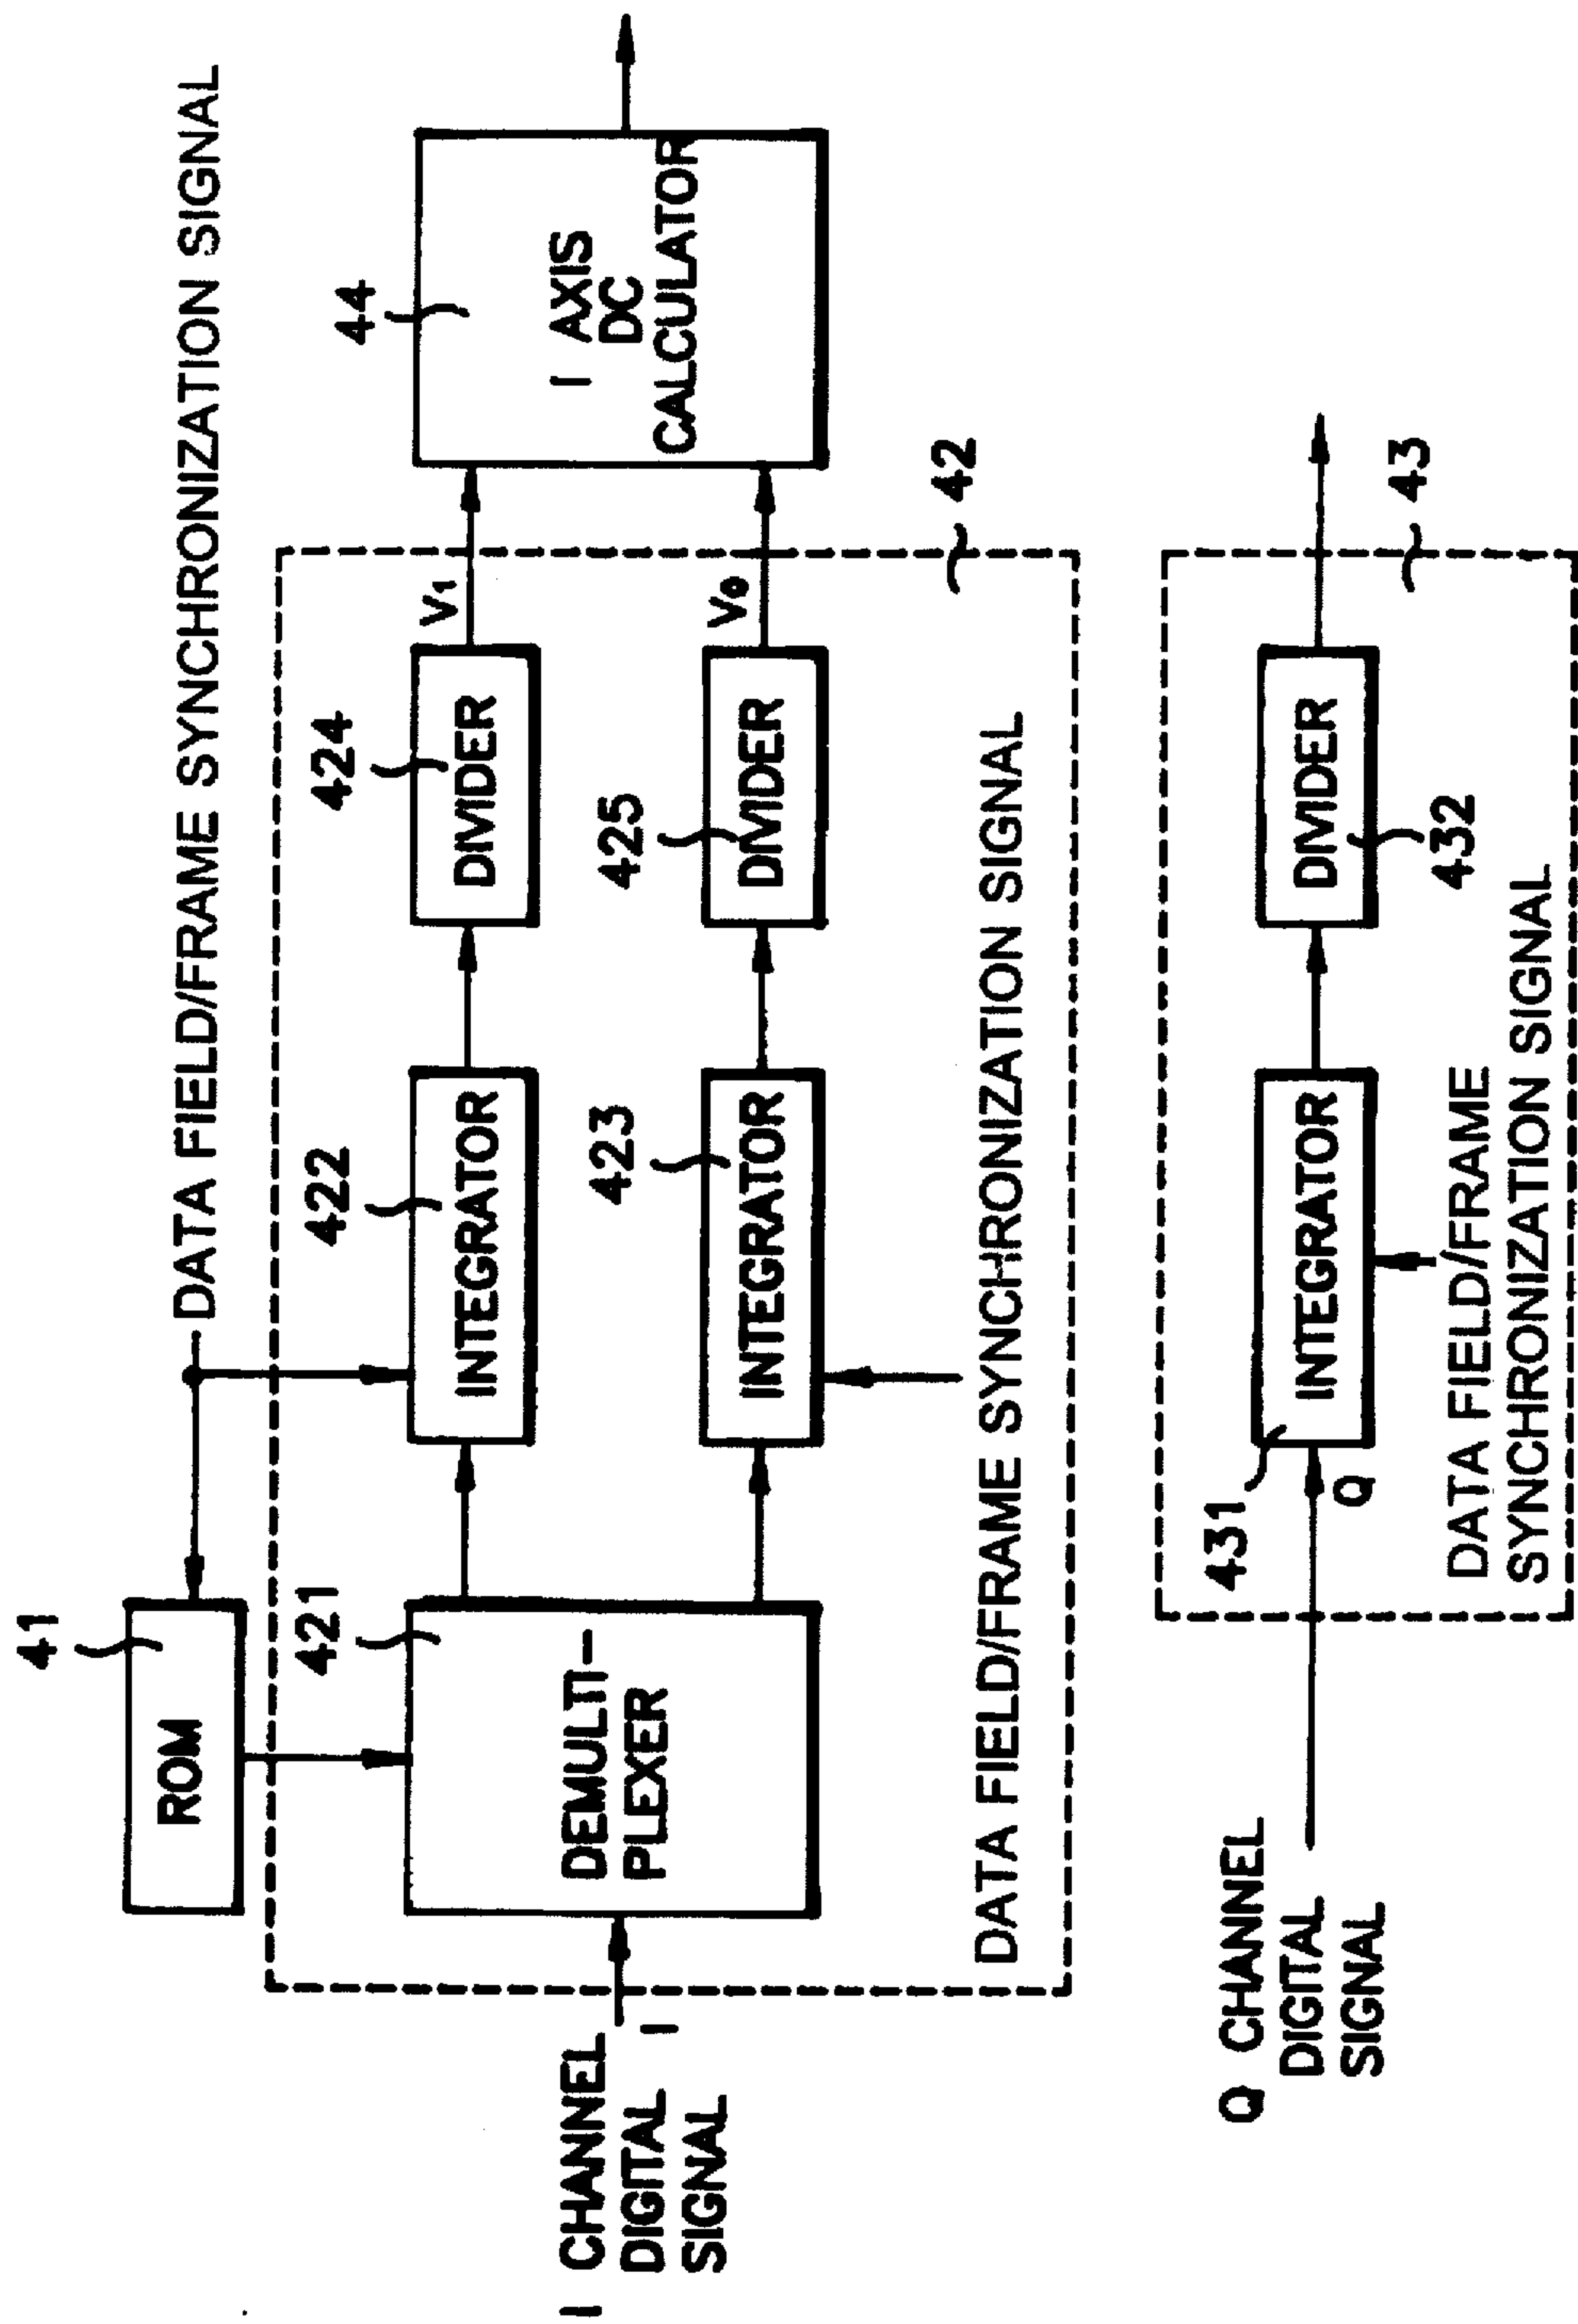 DATA FIELD/FRAME SYNCHRONIZATION SIGNAL
41
ROM
421
DEMULTI-
PLEXER
422
INTEGRATOR
424
DIVIDER
V1
44
I AXIS
DC
CALCULATOR
423
INTEGRATOR
425
DIVIDER
V0
42
I CHANNEL
DIGITAL
SIGNAL
I
DATA FIELD/FRAME SYNCHRONIZATION SIGNAL
Q CHANNEL
DIGITAL
SIGNAL
431
Q
INTEGRATOR
DIVIDER
432
43
DATA FIELD/FRAME
SYNCHRONIZATION SIGNAL